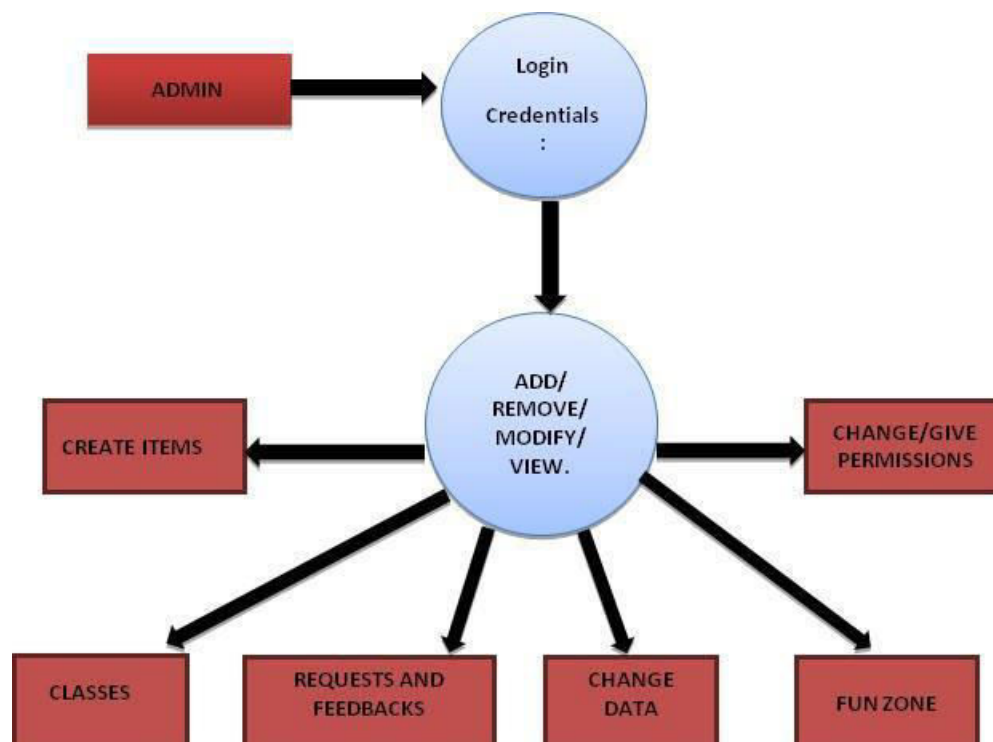 ADMIN
Login
Credentials
:
ADD/
REMOVE/
MODIFY/
VIEW.
CREATE ITEMS
CHANGE/GIVE
PERMISSIONS
CLASSES
REQUESTS AND
FEEDBACKS
CHANGE
DATA
FUN ZONE